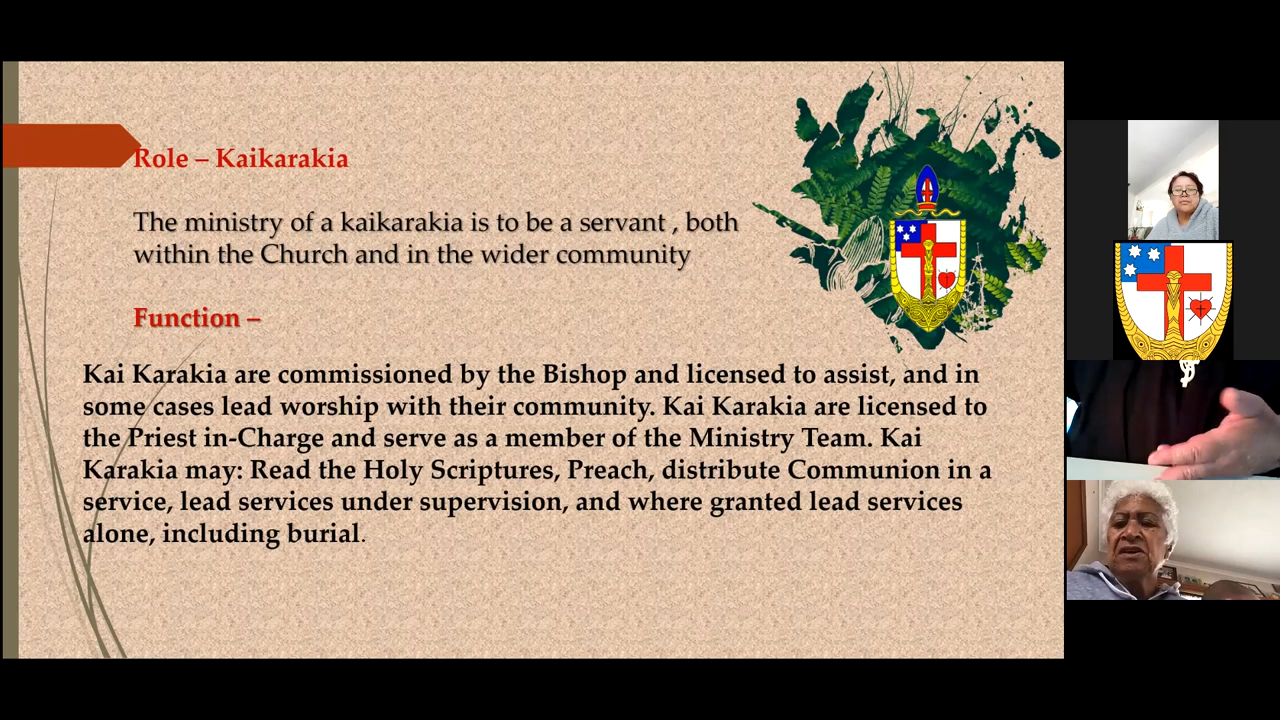 Role – Kaikarakia
The ministry of a kaikarakia is to be a servant , both
within the Church and in the wider community
Function –
Kai Karakia are commissioned by the Bishop and licensed to assist, and in
some cases lead worship with their community. Kai Karakia are licensed to
the Priest in-Charge and serve as a member of the Ministry Team. Kai
Karakia may: Read the Holy Scriptures, Preach, distribute Communion in a
service, lead services under supervision, and where granted lead services
alone, including burial.